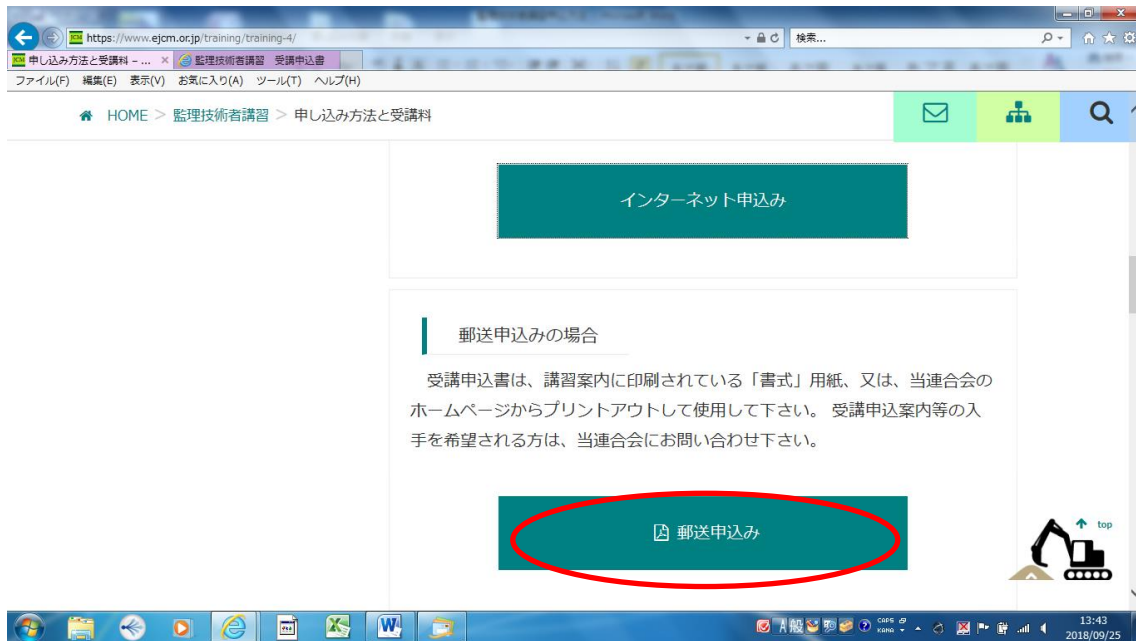 https://www.ejcm.or.jp/training/training-4/
検索...
申し込み方法と受講料 – ...
監理技術者講習 受講申込書
ファイル(F) 編集(E) 表示(V) お気に入り(A) ツール(T) ヘルプ(H)
HOME > 監理技術者講習 > 申し込み方法と受講料
インターネット申込み
郵送申込みの場合
受講申込書は、講習案内に印刷されている「書式」用紙、又は、当連合会の
ホームページからプリントアウトして使用して下さい。 受講申込案内等の入
手を希望される方は、当連合会にお問い合わせ下さい。
郵送申込み
top
A 般
CAPS
KANA
13:43
2018/09/25